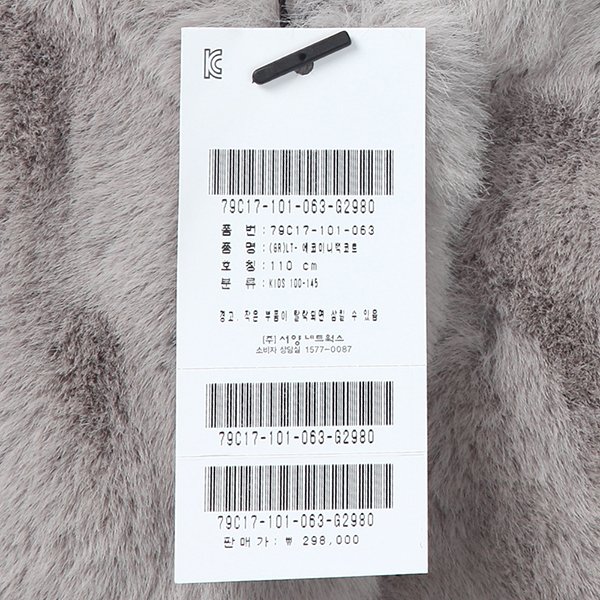 KC
79C17-101-063-G2980
품 번 : 79C17-101-063
품 명 : (GR)LT- 에코미니떡코트
호 칭 : 110 cm
분 류 : KIDS 100-145
경고: 작은 부품이 탈락되면 삼킬 수 있음
(주) 서양네트웍스
소비자 상담실 1577-0087
79C17-101-063-G2980
79C17-101-063-G2980
판 매 가 : ₩ 298,000